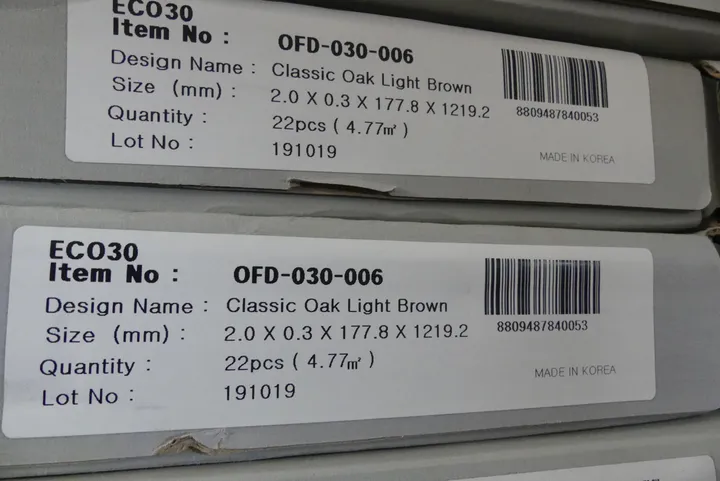 ECO30
Item No : OFD-030-006
Design Name : Classic Oak Light Brown
Size (mm) : 2.0 X 0.3 X 177.8 X 1219.2
Quantity : 22pcs ( 4.77㎡ )
Lot No : 191019
8809487840053
MADE IN KOREA
ECO30
Item No : OFD-030-006
Design Name : Classic Oak Light Brown
Size (mm) : 2.0 X 0.3 X 177.8 X 1219.2
Quantity : 22pcs ( 4.77㎡ )
Lot No : 191019
8809487840053
MADE IN KOREA